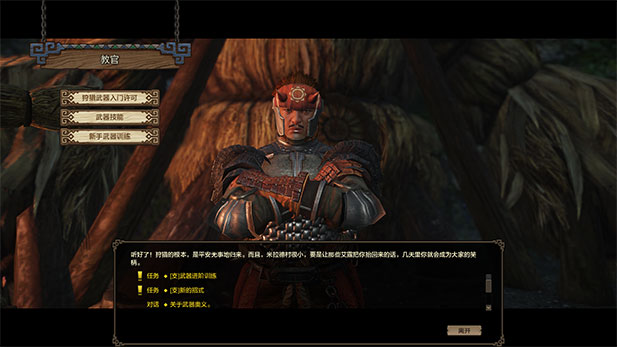 教官
狩猎武器入门许可
武器技能
新手武器训练
听好了！狩猎的根本，是平安无事地归来，而且，米拉德村很小，要是让那些艾露尼你抬回来的话，几天里你就会成为大家的笑
柄。
任务 ◆ [支]武器进阶训练
任务 ◆ [支]新的招式
对话 ◆ 关于武器奥义。
离开